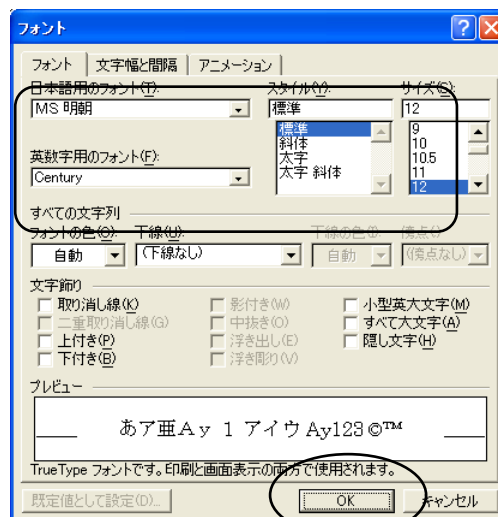 フォント
フォント 文字幅と間隔 アニメーション
日本語用のフォント(T): スタイル(Y): サイズ(S):
MS 明朝 標準 12
標準 9
斜体 10
太字 10.5
太字 斜体 11
12
英数字用のフォント(F):
Century
すべての文字列
フォントの色(C): 下線(U): 下線の色(I): 傍点(:)
自動 (下線なし) 自動 (傍点なし)
文字飾り
取り消し線(K) 影付き(W) 小型英大文字(M)
二重取り消し線(G) 中抜き(O) すべて大文字(A)
上付き(P) 浮き出し(E) 隠し文字(H)
下付き(B) 浮き彫り(V)
プレビュー
あア亜Ay 1 アイウ Ay123©™
TrueType フォントです。印刷と画面表示の両方で使用されます。
既定値として設定(D)... OK キャンセル